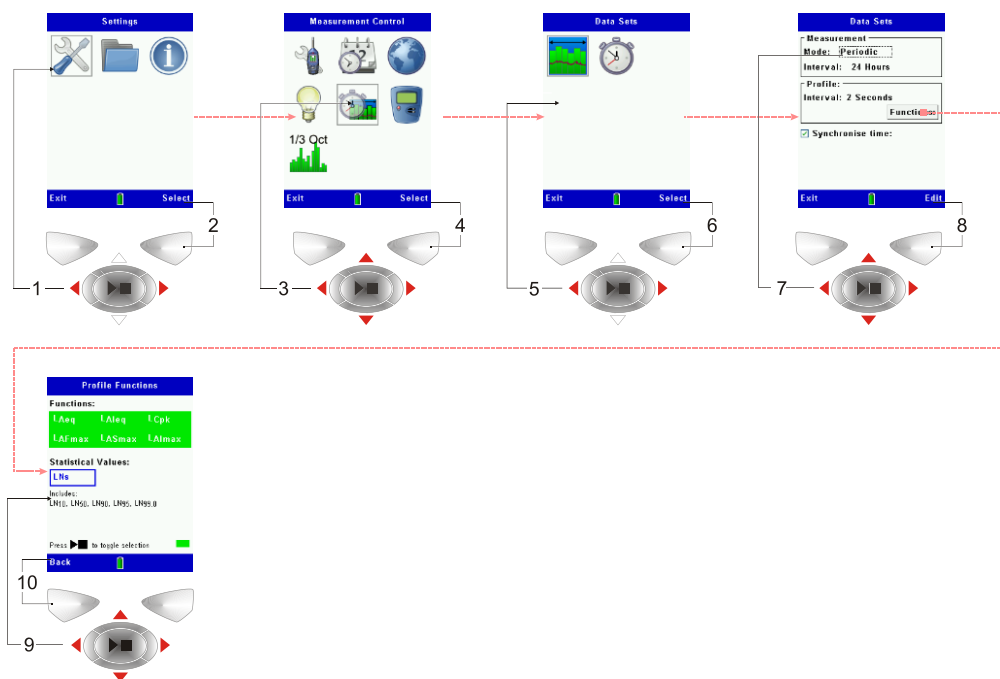 Settings
Exit
Select
1
2
Measurement Control
1/3 Oct
Exit
Select
3
4
Data Sets
Exit
Select
5
6
Data Sets
Measurement
Mode: Periodic
Interval: 24 Hours
Profile:
Interval: 2 Seconds
Functions
Synchronise time:
Exit
Edit
7
8
Profile Functions
Functions:
LAeq LAIeq LCpk
LAFmax LASmax LAImax
Statistical Values:
LNs
Includes:
LN10, LN50, LN90, LN95, LN99.0
Press to toggle selection
Back
10
9